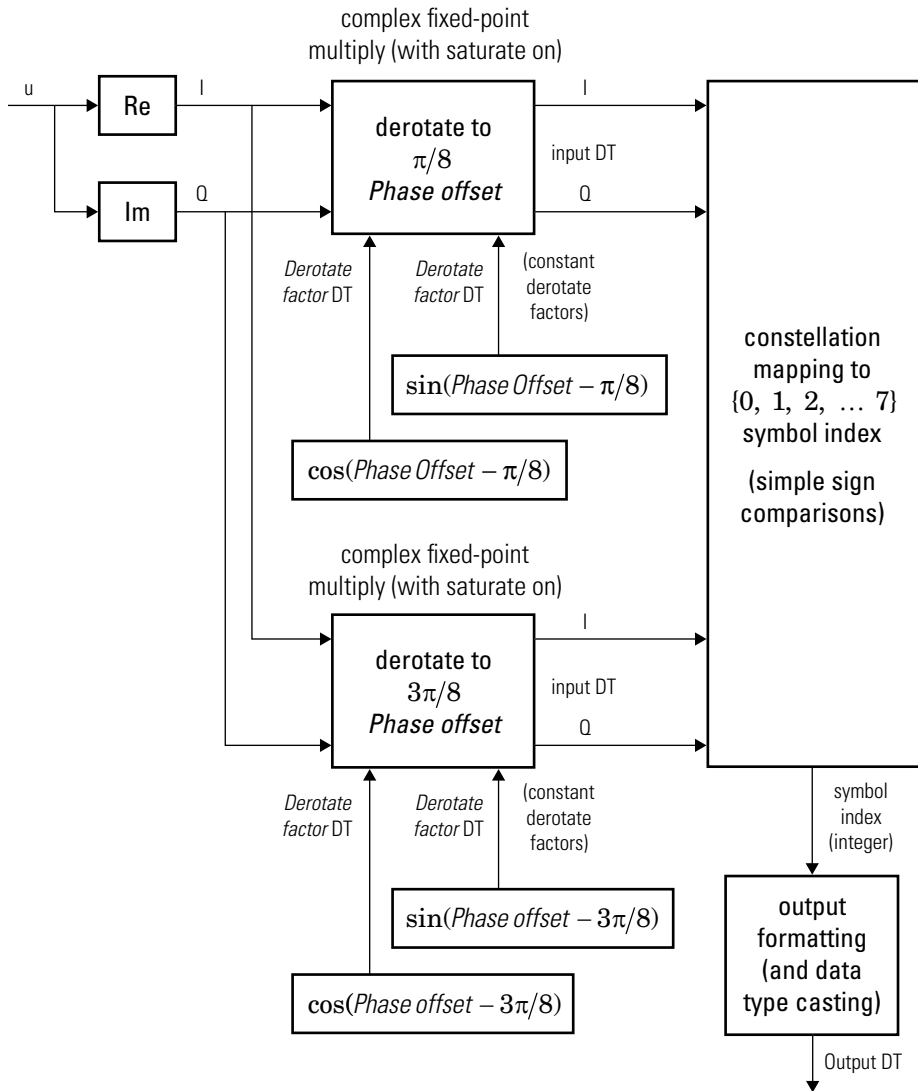 complex fixed-point
multiply (with saturate on)
u
Re
I
Im
Q
derotate to
π/8
Phase offset
I
input DT
Q
Derotate
factor DT
Derotate
factor DT
(constant
derotate
factors)
sin(Phase Offset – π/8)
cos(Phase Offset – π/8)
constellation
mapping to
{0, 1, 2, … 7}
symbol index
(simple sign
comparisons)
complex fixed-point
multiply (with saturate on)
derotate to
3π/8
Phase offset
I
input DT
Q
Derotate
factor DT
Derotate
factor DT
(constant
derotate
factors)
sin(Phase offset – 3π/8)
cos(Phase offset – 3π/8)
symbol
index
(integer)
output
formatting
(and data
type casting)
Output DT